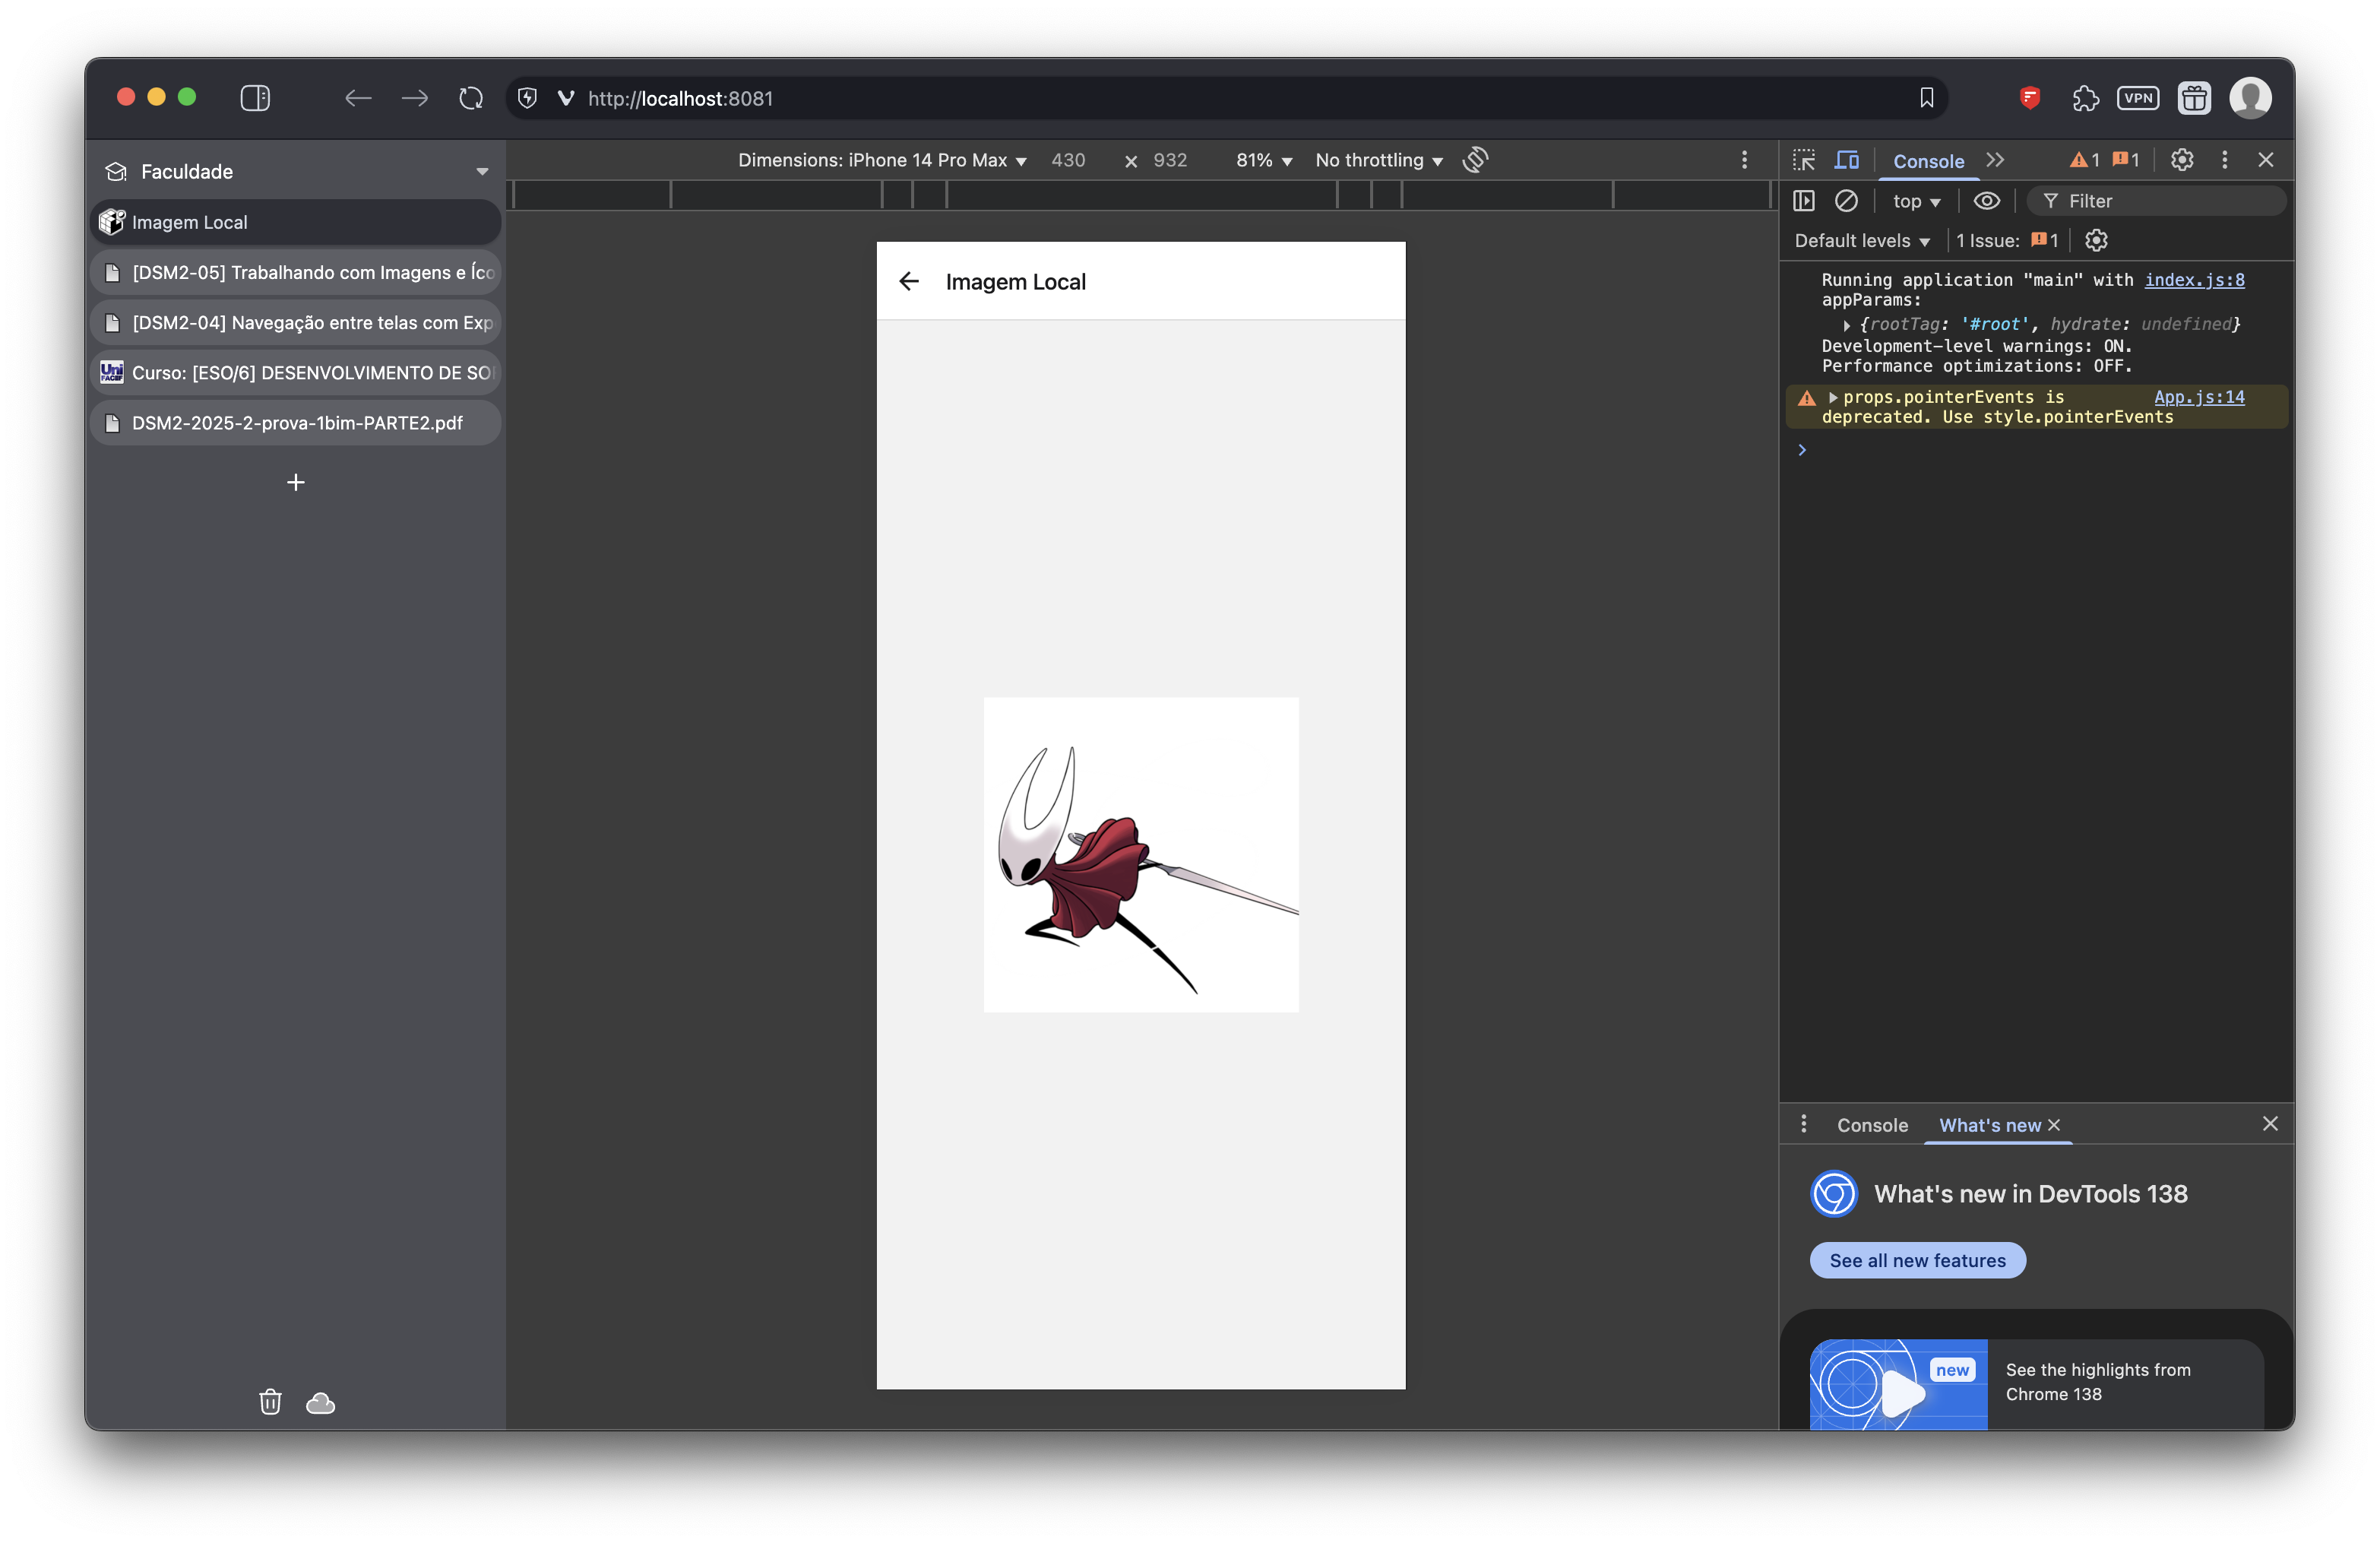 http://localhost:8081
VPN
Faculdade
Imagem Local
[DSM2-05] Trabalhando com Imagens e Íco
[DSM2-04] Navegação entre telas com Exp
Uni
FACEF
Curso: [ESO/6] DESENVOLVIMENTO DE SO
DSM2-2025-2-prova-1bim-PARTE2.pdf
+
Dimensions: iPhone 14 Pro Max 430 × 932 81% No throttling
Imagem Local
Console 1 1
top Filter
Default levels 1 Issue: 1
Running application "main" with index.js:8
appParams:
{rootTag: '#root', hydrate: undefined}
Development-level warnings: ON.
Performance optimizations: OFF.
props.pointerEvents is App.js:14
deprecated. Use style.pointerEvents
Console What's new
What's new in DevTools 138
See all new features
new
See the highlights from
Chrome 138